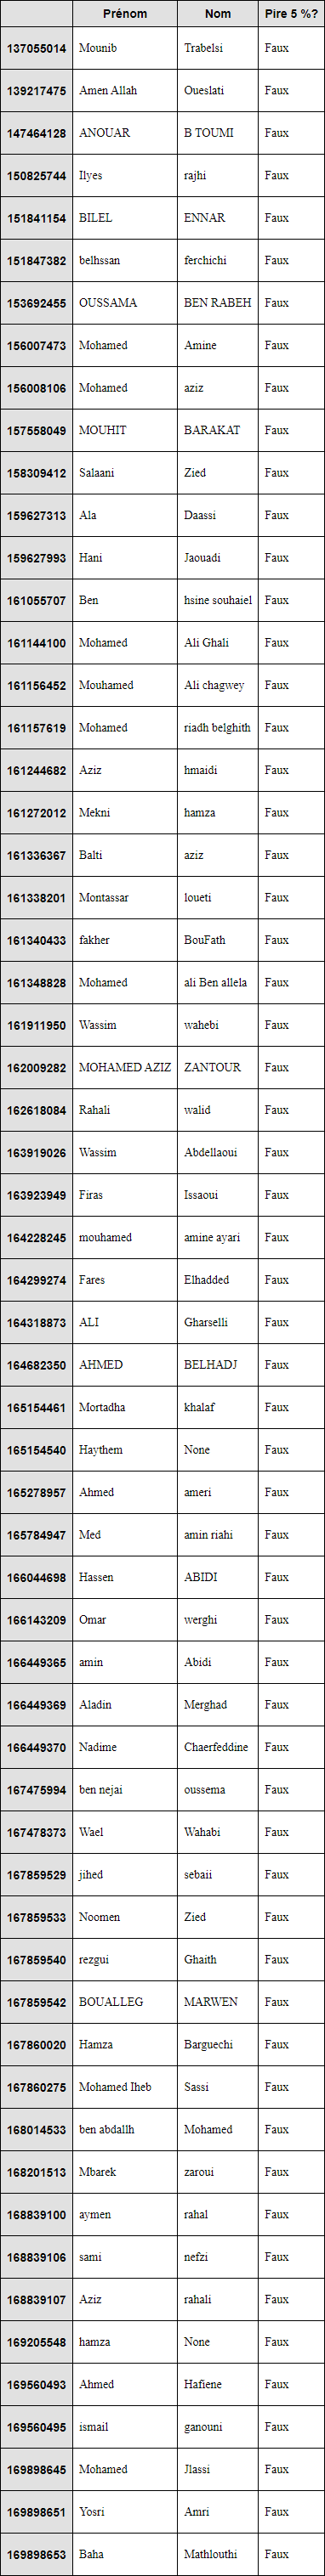 Prénom Nom Pire 5 %?
137055014 Mounib Trabelsi Faux
139217475 Amen Allah Oueslati Faux
147464128 ANOUAR B TOUMI Faux
150825744 Ilyes rajhi Faux
151841154 BILEL ENNAR Faux
151847382 belhssan ferchichi Faux
153692455 OUSSAMA BEN RABEH Faux
156007473 Mohamed Amine Faux
156008106 Mohamed aziz Faux
157558049 MOUHIT BARAKAT Faux
158309412 Salaani Zied Faux
159627313 Ala Daassi Faux
159627993 Hani Jaouadi Faux
161055707 Ben hsine souhaiel Faux
161144100 Mohamed Ali Ghali Faux
161156452 Mouhamed Ali chagwey Faux
161157619 Mohamed riadh belghith Faux
161244682 Aziz hmaidi Faux
161272012 Mekni hamza Faux
161336367 Balti aziz Faux
161338201 Montassar loueti Faux
161340433 fakher BouFath Faux
161348828 Mohamed ali Ben allela Faux
161911950 Wassim wahebi Faux
162009282 MOHAMED AZIZ ZANTOUR Faux
162618084 Rahali walid Faux
163919026 Wassim Abdellaoui Faux
163923949 Firas Issaoui Faux
164228245 mouhamed amine ayari Faux
164299274 Fares Elhadded Faux
164318873 ALI Gharselli Faux
164682350 AHMED BELHADJ Faux
165154461 Mortadha khalaf Faux
165154540 Haythem None Faux
165278957 Ahmed ameri Faux
165784947 Med amin riahi Faux
166044698 Hassen ABIDI Faux
166143209 Omar werghi Faux
166449365 amin Abidi Faux
166449369 Aladin Merghad Faux
166449370 Nadime Chaerfeddine Faux
167475994 ben nejai oussema Faux
167478373 Wael Wahabi Faux
167859529 jihed sebaii Faux
167859533 Noomen Zied Faux
167859540 rezgui Ghaith Faux
167859542 BOUALLEG MARWEN Faux
167860020 Hamza Barguechi Faux
167860275 Mohamed Iheb Sassi Faux
168014533 ben abdallh Mohamed Faux
168201513 Mbarek zaroui Faux
168839100 aymen rahal Faux
168839106 sami nefzi Faux
168839107 Aziz rahali Faux
169205548 hamza None Faux
169560493 Ahmed Hafiene Faux
169560495 ismail ganouni Faux
169898645 Mohamed Jlassi Faux
169898651 Yosri Amri Faux
169898653 Baha Mathlouthi Faux